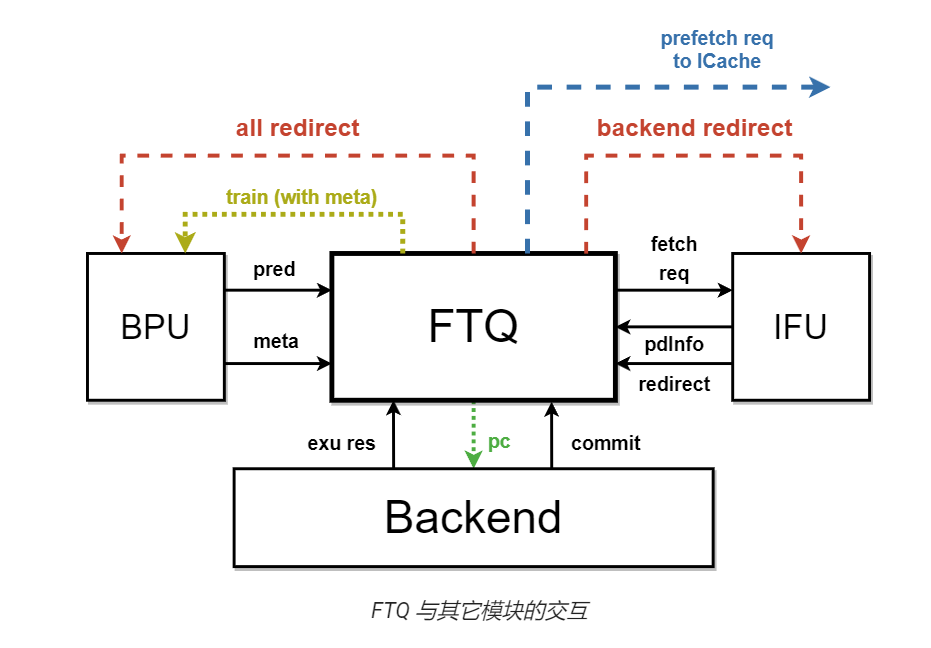 prefetch req
to ICache
all redirect
backend redirect
train (with meta)
fetch
req
pred
BPU
FTQ
IFU
meta
pdInfo
redirect
exu res
pc
commit
Backend
FTQ 与其它模块的交互